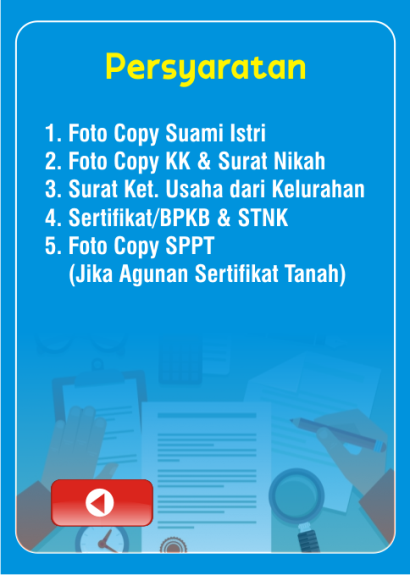 Persyaratan
1. Foto Copy Suami Istri
2. Foto Copy KK & Surat Nikah
3. Surat Ket. Usaha dari Kelurahan
4. Sertifikat/BPKB & STNK
5. Foto Copy SPPT
(Jika Agunan Sertifikat Tanah)